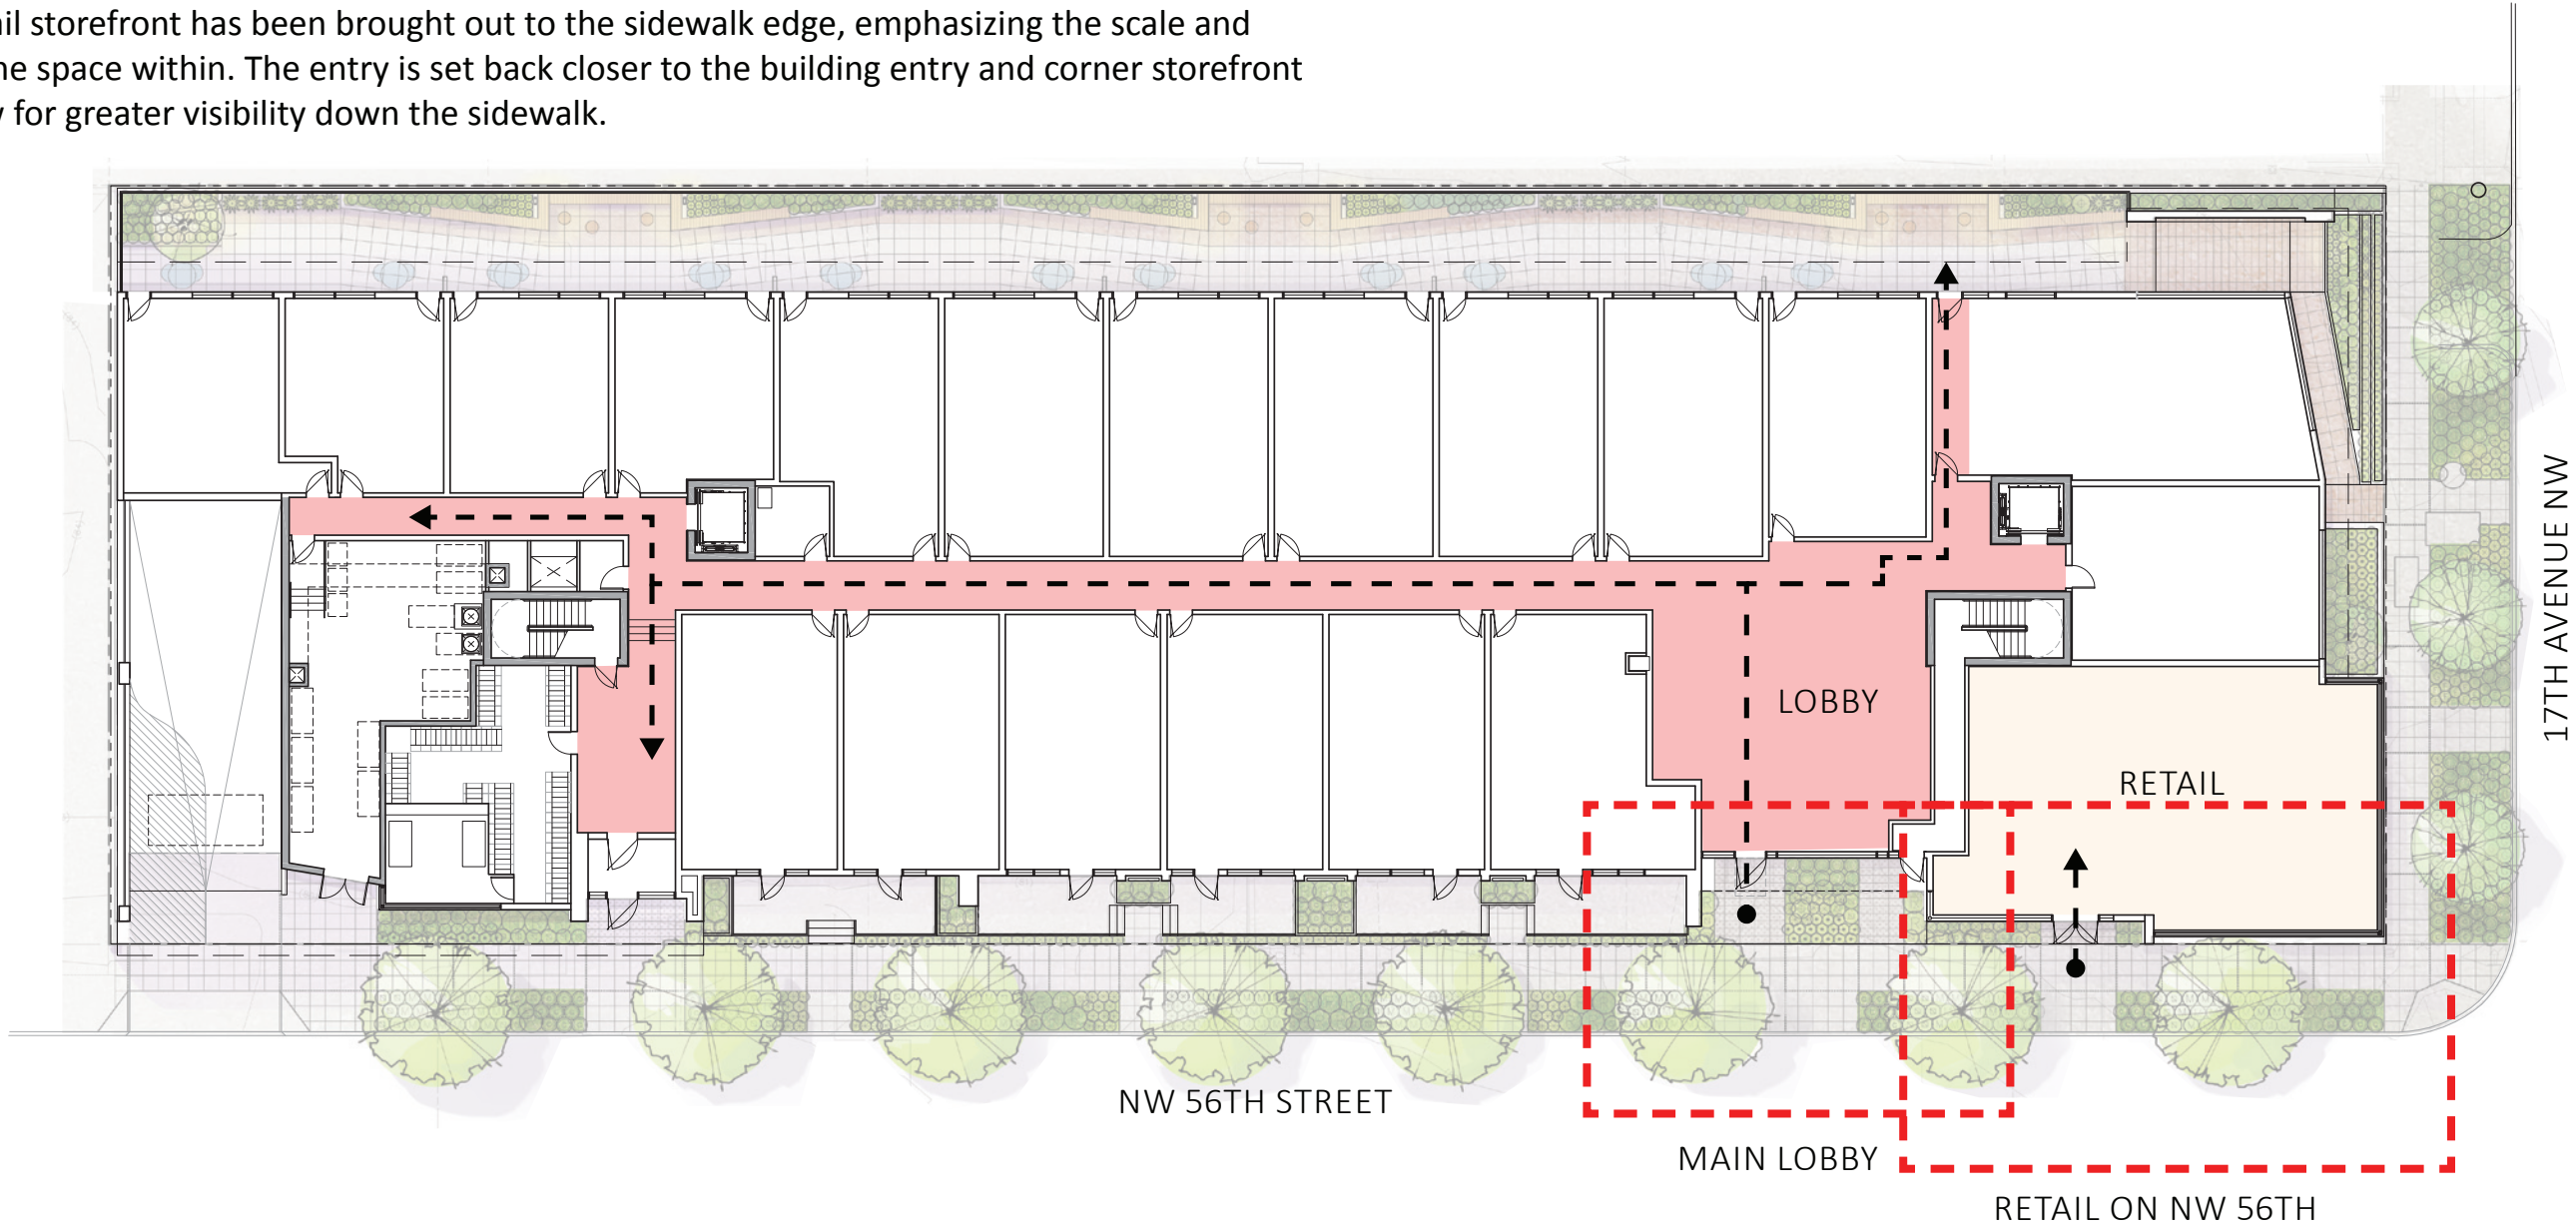 il storefront has been brought out to the sidewalk edge, emphasizing the scale and
he space within. The entry is set back closer to the building entry and corner storefront
for greater visibility down the sidewalk.
17TH AVENUE NW
LOBBY
RETAIL
NW 56TH STREET
MAIN LOBBY
RETAIL ON NW 56TH